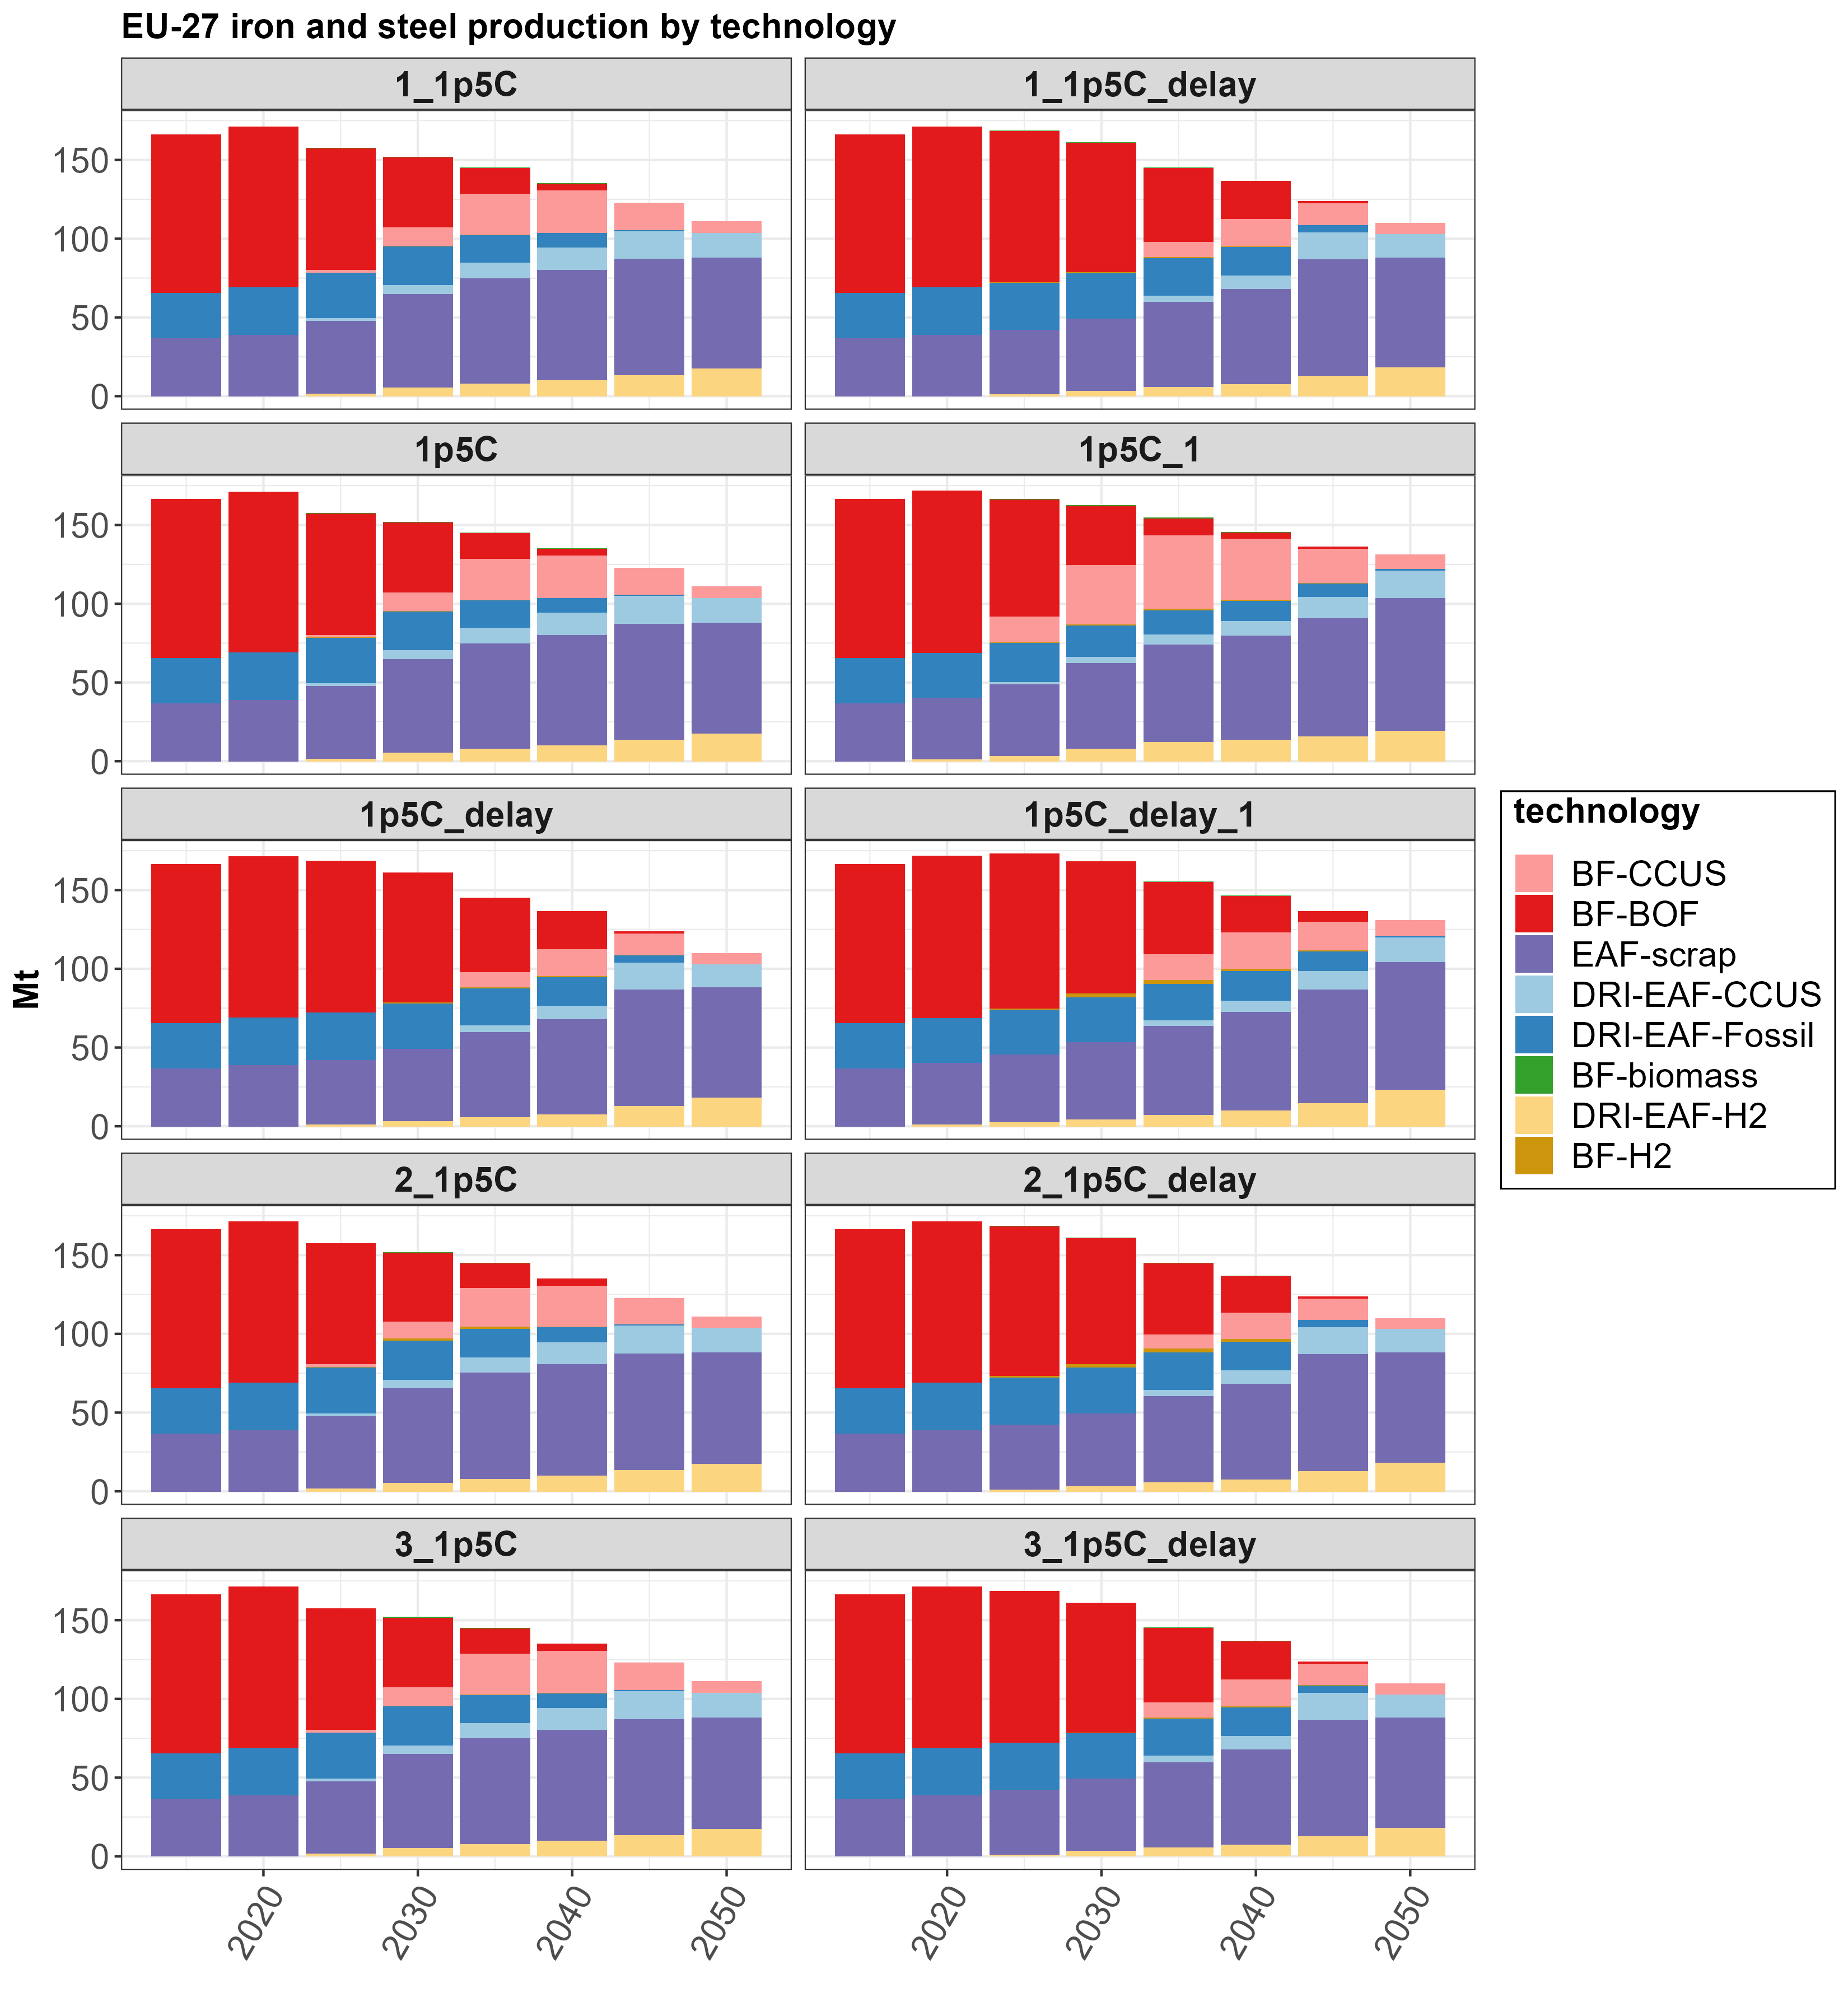 EU-27 iron and steel production by technology
1_1p5C
1_1p5C_delay
150
100
50
0
1p5C
1p5C_1
150
100
50
0
1p5C_delay
1p5C_delay_1
150
100
50
0
Mt
2_1p5C
2_1p5C_delay
150
100
50
0
3_1p5C
3_1p5C_delay
150
100
50
0
2020
2030
2040
2050
2020
2030
2040
2050
technology
BF-CCUS
BF-BOF
EAF-scrap
DRI-EAF-CCUS
DRI-EAF-Fossil
BF-biomass
DRI-EAF-H2
BF-H2